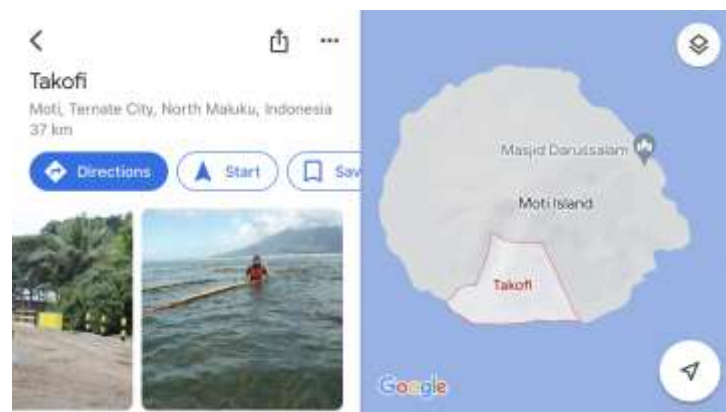 Takofi
Moti, Ternate City, North Maluku, Indonesia
37 km
Directions
Start
Sav
Masjid Darussalam
Moti Island
Takofi
Google